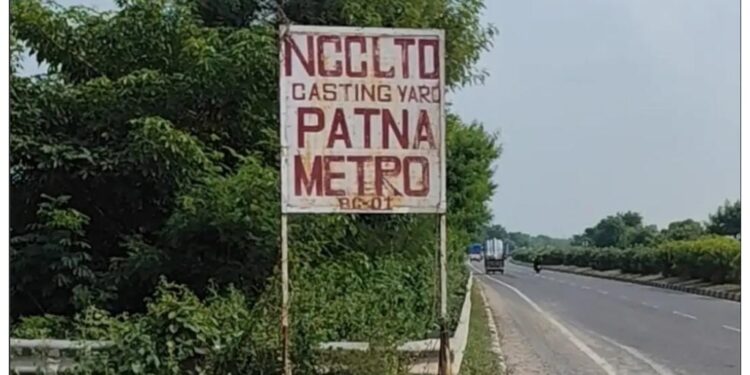 NCCLTD
CASTING YARD
PATNA
METRO
BC-01